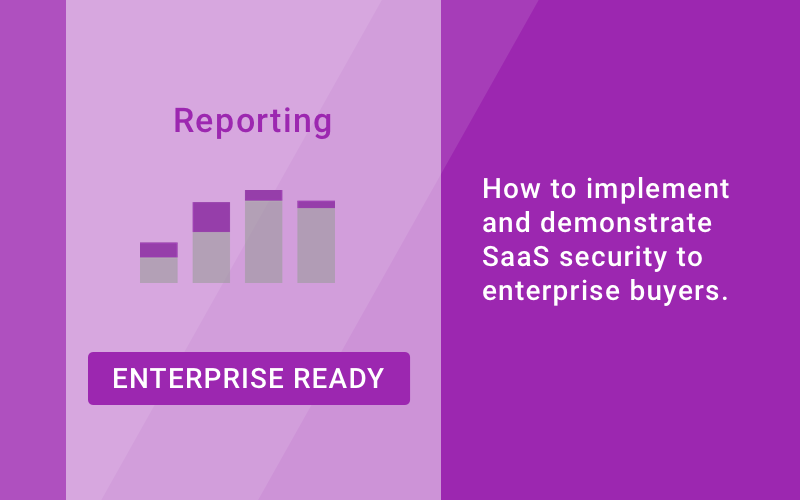 Reporting
ENTERPRISE READY
How to implement
and demonstrate
SaaS security to
enterprise buyers.